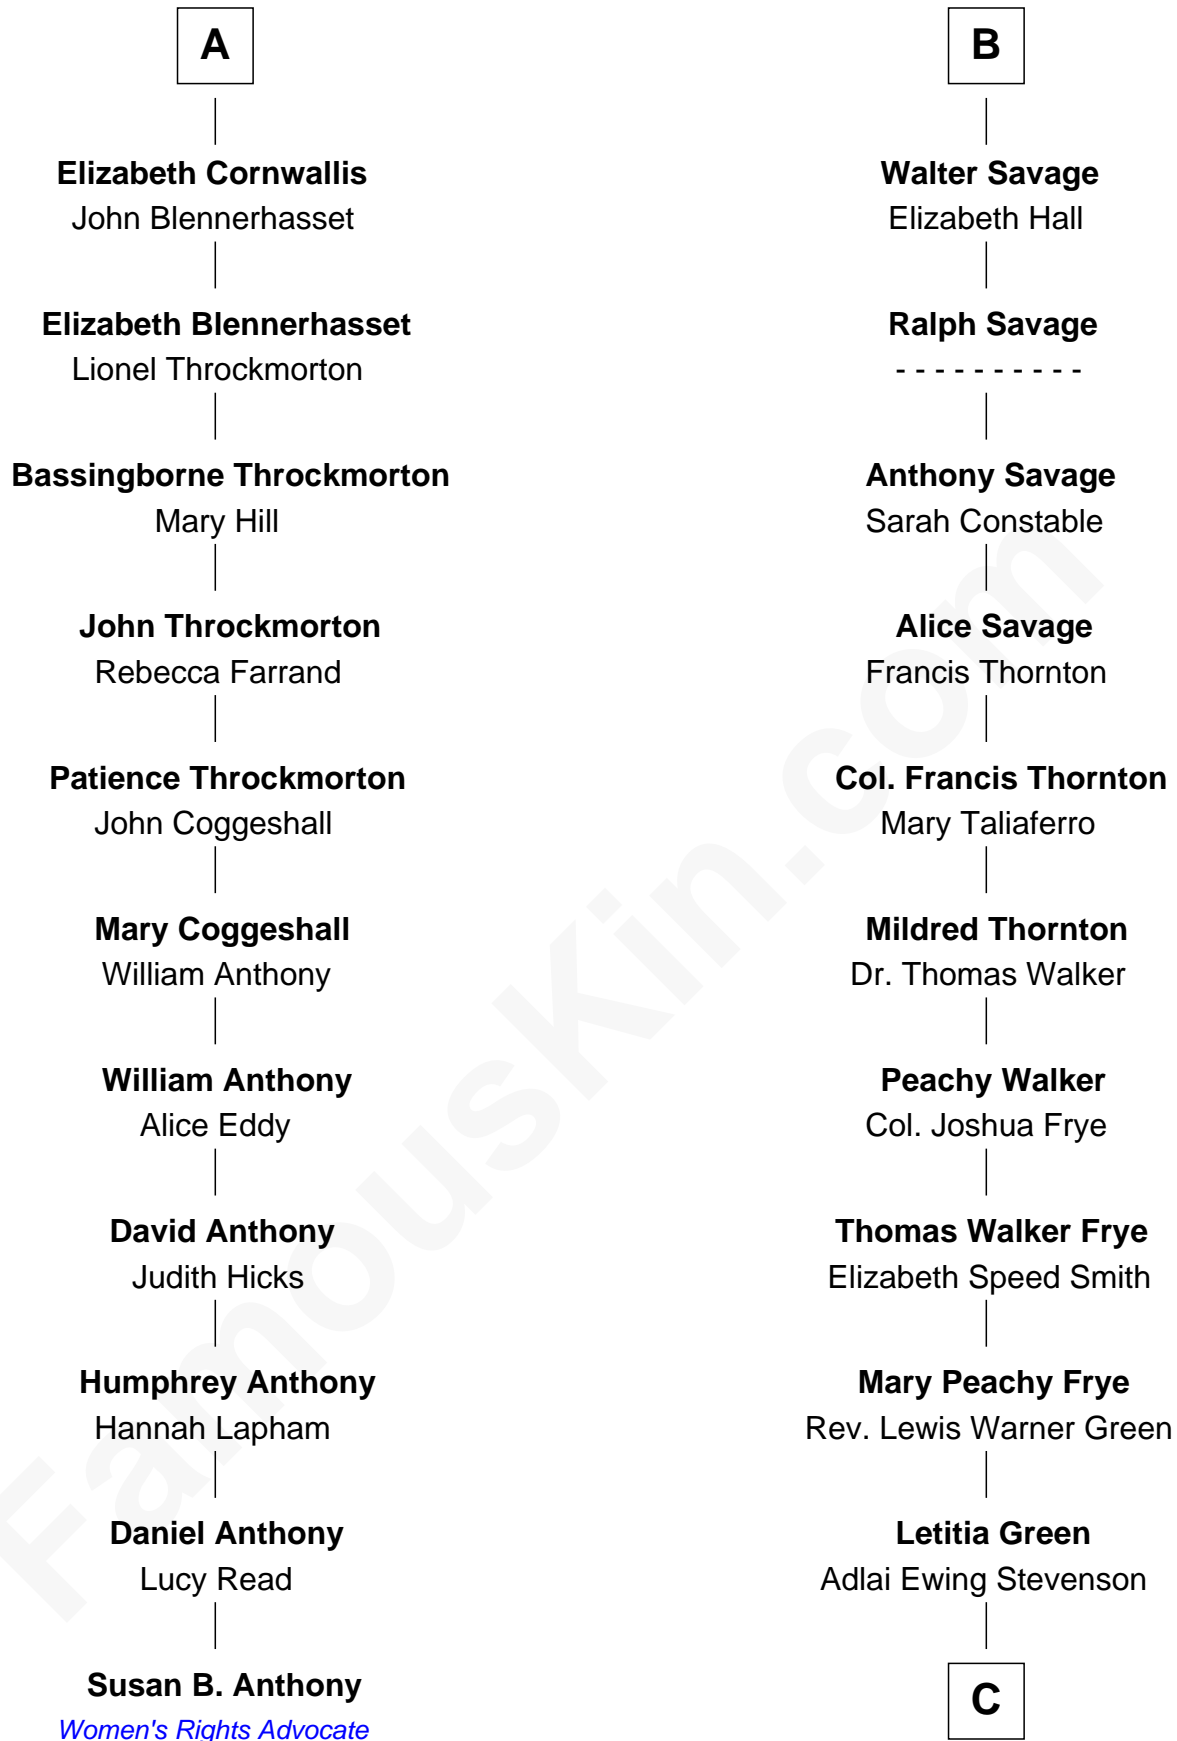 A
Elizabeth Cornwallis
John Blennerhasset
Elizabeth Blennerhasset
Lionel Throckmorton
Bassingborne Throckmorton
Mary Hill
John Throckmorton
Rebecca Farrand
Patience Throckmorton
John Coggeshall
Mary Coggeshall
William Anthony
William Anthony
Alice Eddy
David Anthony
Judith Hicks
Humphrey Anthony
Hannah Lapham
Daniel Anthony
Lucy Read
Susan B. Anthony
Women's Rights Advocate
B
Walter Savage
Elizabeth Hall
Ralph Savage
- - - - - - - - - -
Anthony Savage
Sarah Constable
Alice Savage
Francis Thornton
Col. Francis Thornton
Mary Taliaferro
Mildred Thornton
Dr. Thomas Walker
Peachy Walker
Col. Joshua Frye
Thomas Walker Frye
Elizabeth Speed Smith
Mary Peachy Frye
Rev. Lewis Warner Green
Letitia Green
Adlai Ewing Stevenson
C
FamousKin.com